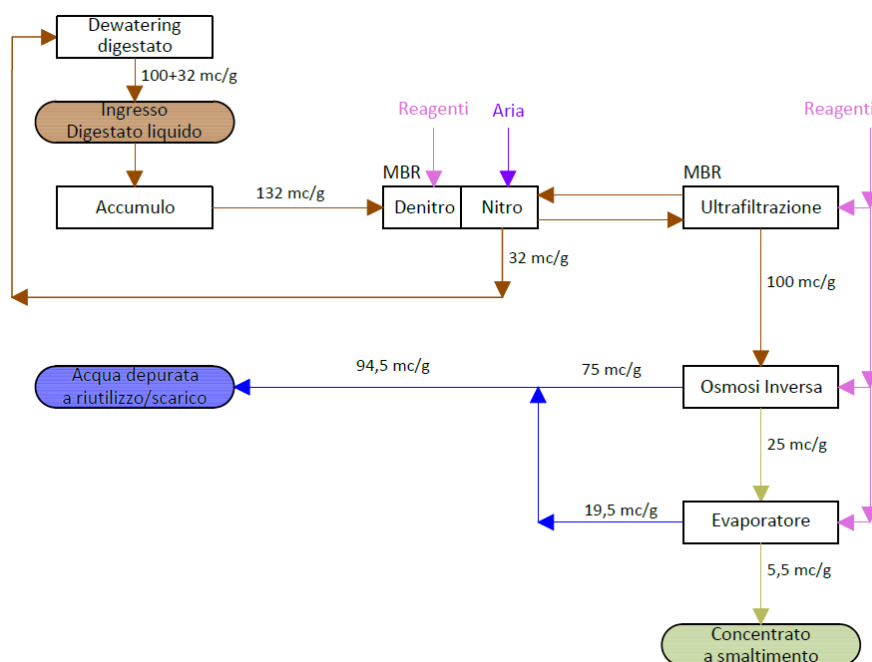 Dewatering
digestato
100+32 mc/g
Ingresso
Digestato liquido
Reagenti
Aria
Reagenti
MBR
MBR
Accumulo
132 mc/g
Denitro
Nitro
Ultrafiltrazione
32 mc/g
100 mc/g
94,5 mc/g
75 mc/g
Acqua depurata
a riutilizzo/scarico
Osmosi Inversa
25 mc/g
19,5 mc/g
Evaporatore
5,5 mc/g
Concentrato
a smaltimento